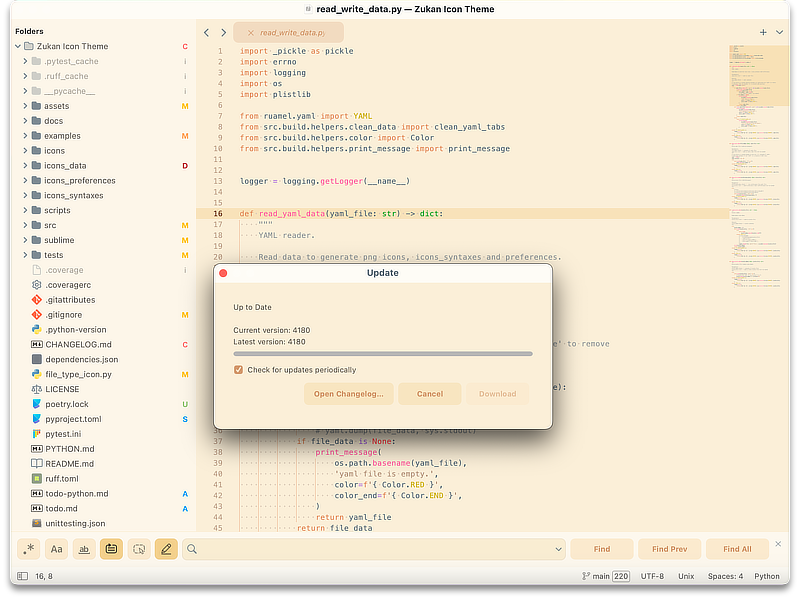 read_write_data.py — Zukan Icon Theme
Folders
Zukan Icon Theme C
.pytest_cache i
.ruff_cache i
__pycache__ i
assets M
docs
examples M
icons
icons_data D
icons_preferences
icons_syntaxes
scripts
src M
sublime M
tests M
.coverage i
.coveragerc
.gitattributes
.gitignore M
.python-version
CHANGELOG.md C
dependencies.json
file_type_icon.py M
LICENSE
poetry.lock U
pyproject.toml S
pytest.ini
PYTHON.md
README.md
ruff.toml
todo-python.md A
todo.md A
unittesting.json
read_write_data.py
1 import _pickle as pickle
2 import errno
3 import logging
4 import os
5 import plistlib
6
7 from ruamel.yaml import YAML
8 from src.build.helpers.clean_data import clean_yaml_tabs
9 from src.build.helpers.color import Color
10 from src.build.helpers.print_message import print_message
11
12
13 logger = logging.getLogger(__name__)
14
15
16 def read_yaml_data(yaml_file: str) -> dict:
17 """
18 YAML reader.
19
20 Read data to generate png icons, icons_syntaxes and preferences.
' to remove
):
Update
Up to Date
Current version: 4180
Latest version: 4180
Check for updates periodically
Open Changelog...
Cancel
Download
36 # yaml.dump(file_data, sys.stdout)
37 if file_data is None:
38 print_message(
39 os.path.basename(yaml_file),
40 'yaml file is empty.',
41 color=f'{ Color.RED }',
42 color_end=f'{ Color.END }',
43 )
44 return yaml_file
45 return file_data
.*
Aa
ab
Find
Find Prev
Find All
16, 8
main 220
UTF-8
Unix
Spaces: 4
Python